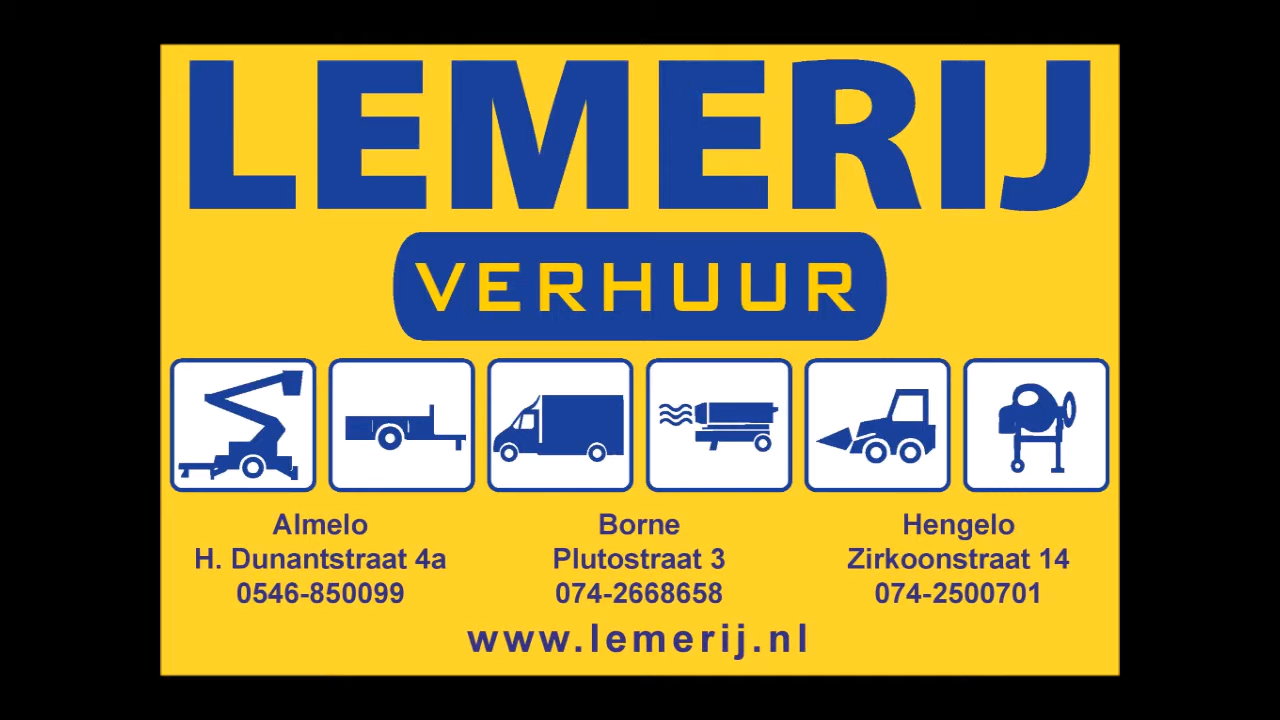 LEMERIJ
VERHUUR
Almelo
H. Dunantstraat 4a
0546-850099
Borne
Plutostraat 3
074-2668658
Hengelo
Zirkoonstraat 14
074-2500701
www.lemerij.nl